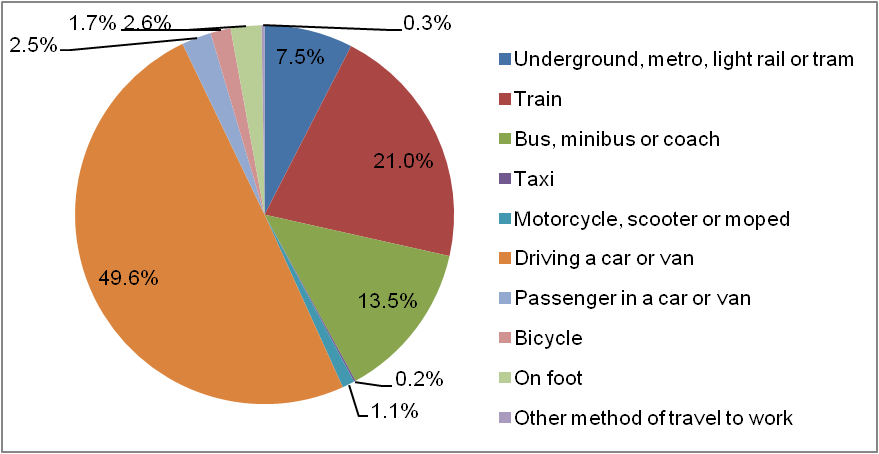 1.7% 2.6%
0.3%
2.5%
7.5%
21.0%
49.6%
13.5%
0.2%
1.1%
Underground, metro, light rail or tram
Train
Bus, minibus or coach
Taxi
Motorcycle, scooter or moped
Driving a car or van
Passenger in a car or van
Bicycle
On foot
Other method of travel to work